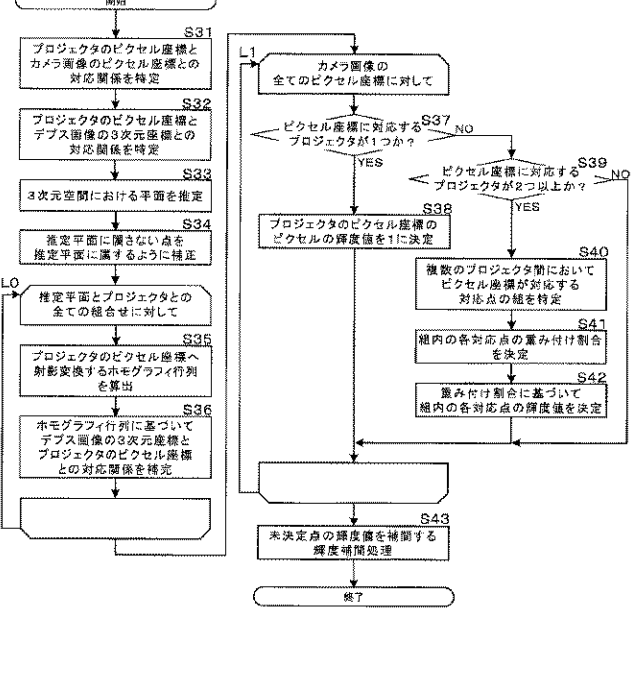 開始
S31
プロジェクタのピクセル座標と
カメラ画像のピクセル座標との
対応関係を特定
S32
プロジェクタのピクセル座標と
デプス画像の3次元座標との
対応関係を特定
S33
3次元空間における平面を推定
S34
推定平面に属さない点を
推定平面に属するように補正
L0
推定平面とプロジェクタとの
全ての組合せに対して
S35
プロジェクタのピクセル座標へ
射影変換するホモグラフィ行列
を算出
S36
ホモグラフィ行列に基づいて
デプス画像の3次元座標と
プロジェクタのピクセル座標
との対応関係を補完
L1
カメラ画像の
全てのピクセル座標に対して
S37
ピクセル座標に対応する
プロジェクタが1つか?
NO
YES
S38
プロジェクタのピクセル座標の
ピクセルの輝度値を1に決定
S39
ピクセル座標に対応する
プロジェクタが2つ以上か?
NO
YES
S40
複数のプロジェクタ間において
ピクセル座標が対応する
対応点の組を特定
S41
組内の各対応点の重み付け割合
を決定
S42
重み付け割合に基づいて
組内の各対応点の輝度値を決定
S43
未決定点の輝度値を補間する
輝度補間処理
終了